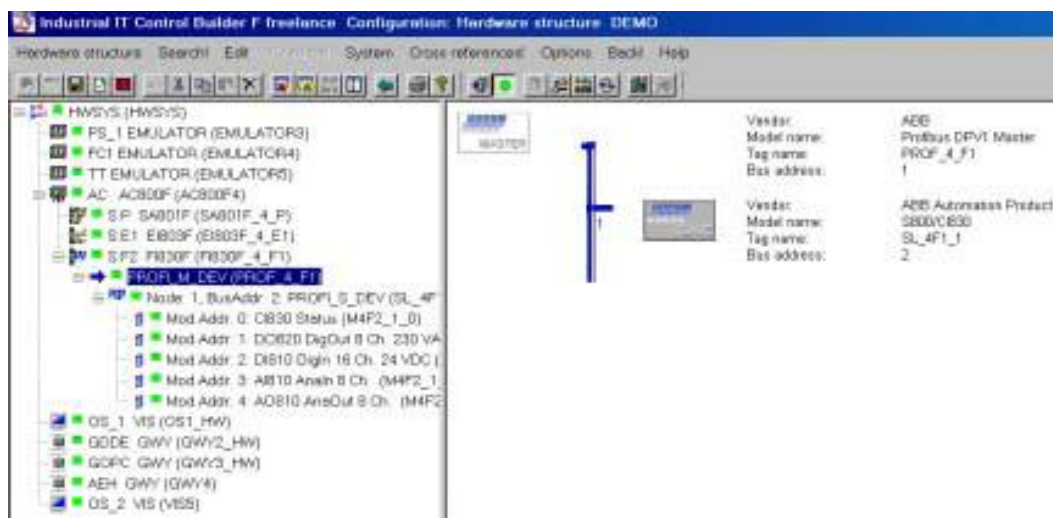 Industrial IT Control Builder F freelance Configuration: Hardware structure DEMO
Hardware structure Search! Edit System Cross references! Options Back! Help
HWSYS (HWSYS)
PS_1 EMULATOR (EMULATOR3)
FC1 EMULATOR (EMULATOR4)
TT EMULATOR (EMULATOR5)
AC AC800F (AC800F4)
S:P SA801F (SA801F_4_P)
S:E1 EI803F (EI803F_4_E1)
S:F2 FI830F (FI830F_4_F1)
PROFI_M_DEV (PROF_4_F1)
Node: 1, BusAddr: 2: PROFI_S_DEV (SL_4F
Mod.Addr. 0: CI830 Status (M4F2_1_0)
Mod.Addr. 1: DO820 DigOut 8 Ch. 230 VA
Mod.Addr. 2: DI810 DigIn 16 Ch. 24 VDC (
Mod.Addr. 3: AI810 AnaIn 8 Ch. (M4F2_1_
Mod.Addr. 4: AO810 AnaOut 8 Ch. (M4F2
OS_1 VIS (OS1_HW)
GDDE GWY (GWY2_HW)
GOPC GWY (GWY3_HW)
AEH GWY (GWY4)
OS_2 VIS (VIS5)
MASTER
Vendor: ABB
Model name: Profibus DPV1 Master
Tag name: PROF_4_F1
Bus address: 1
1
Vendor: ABB Automation Product
Model name: S800/CI830
Tag name: SL_4F1_1
Bus address: 2